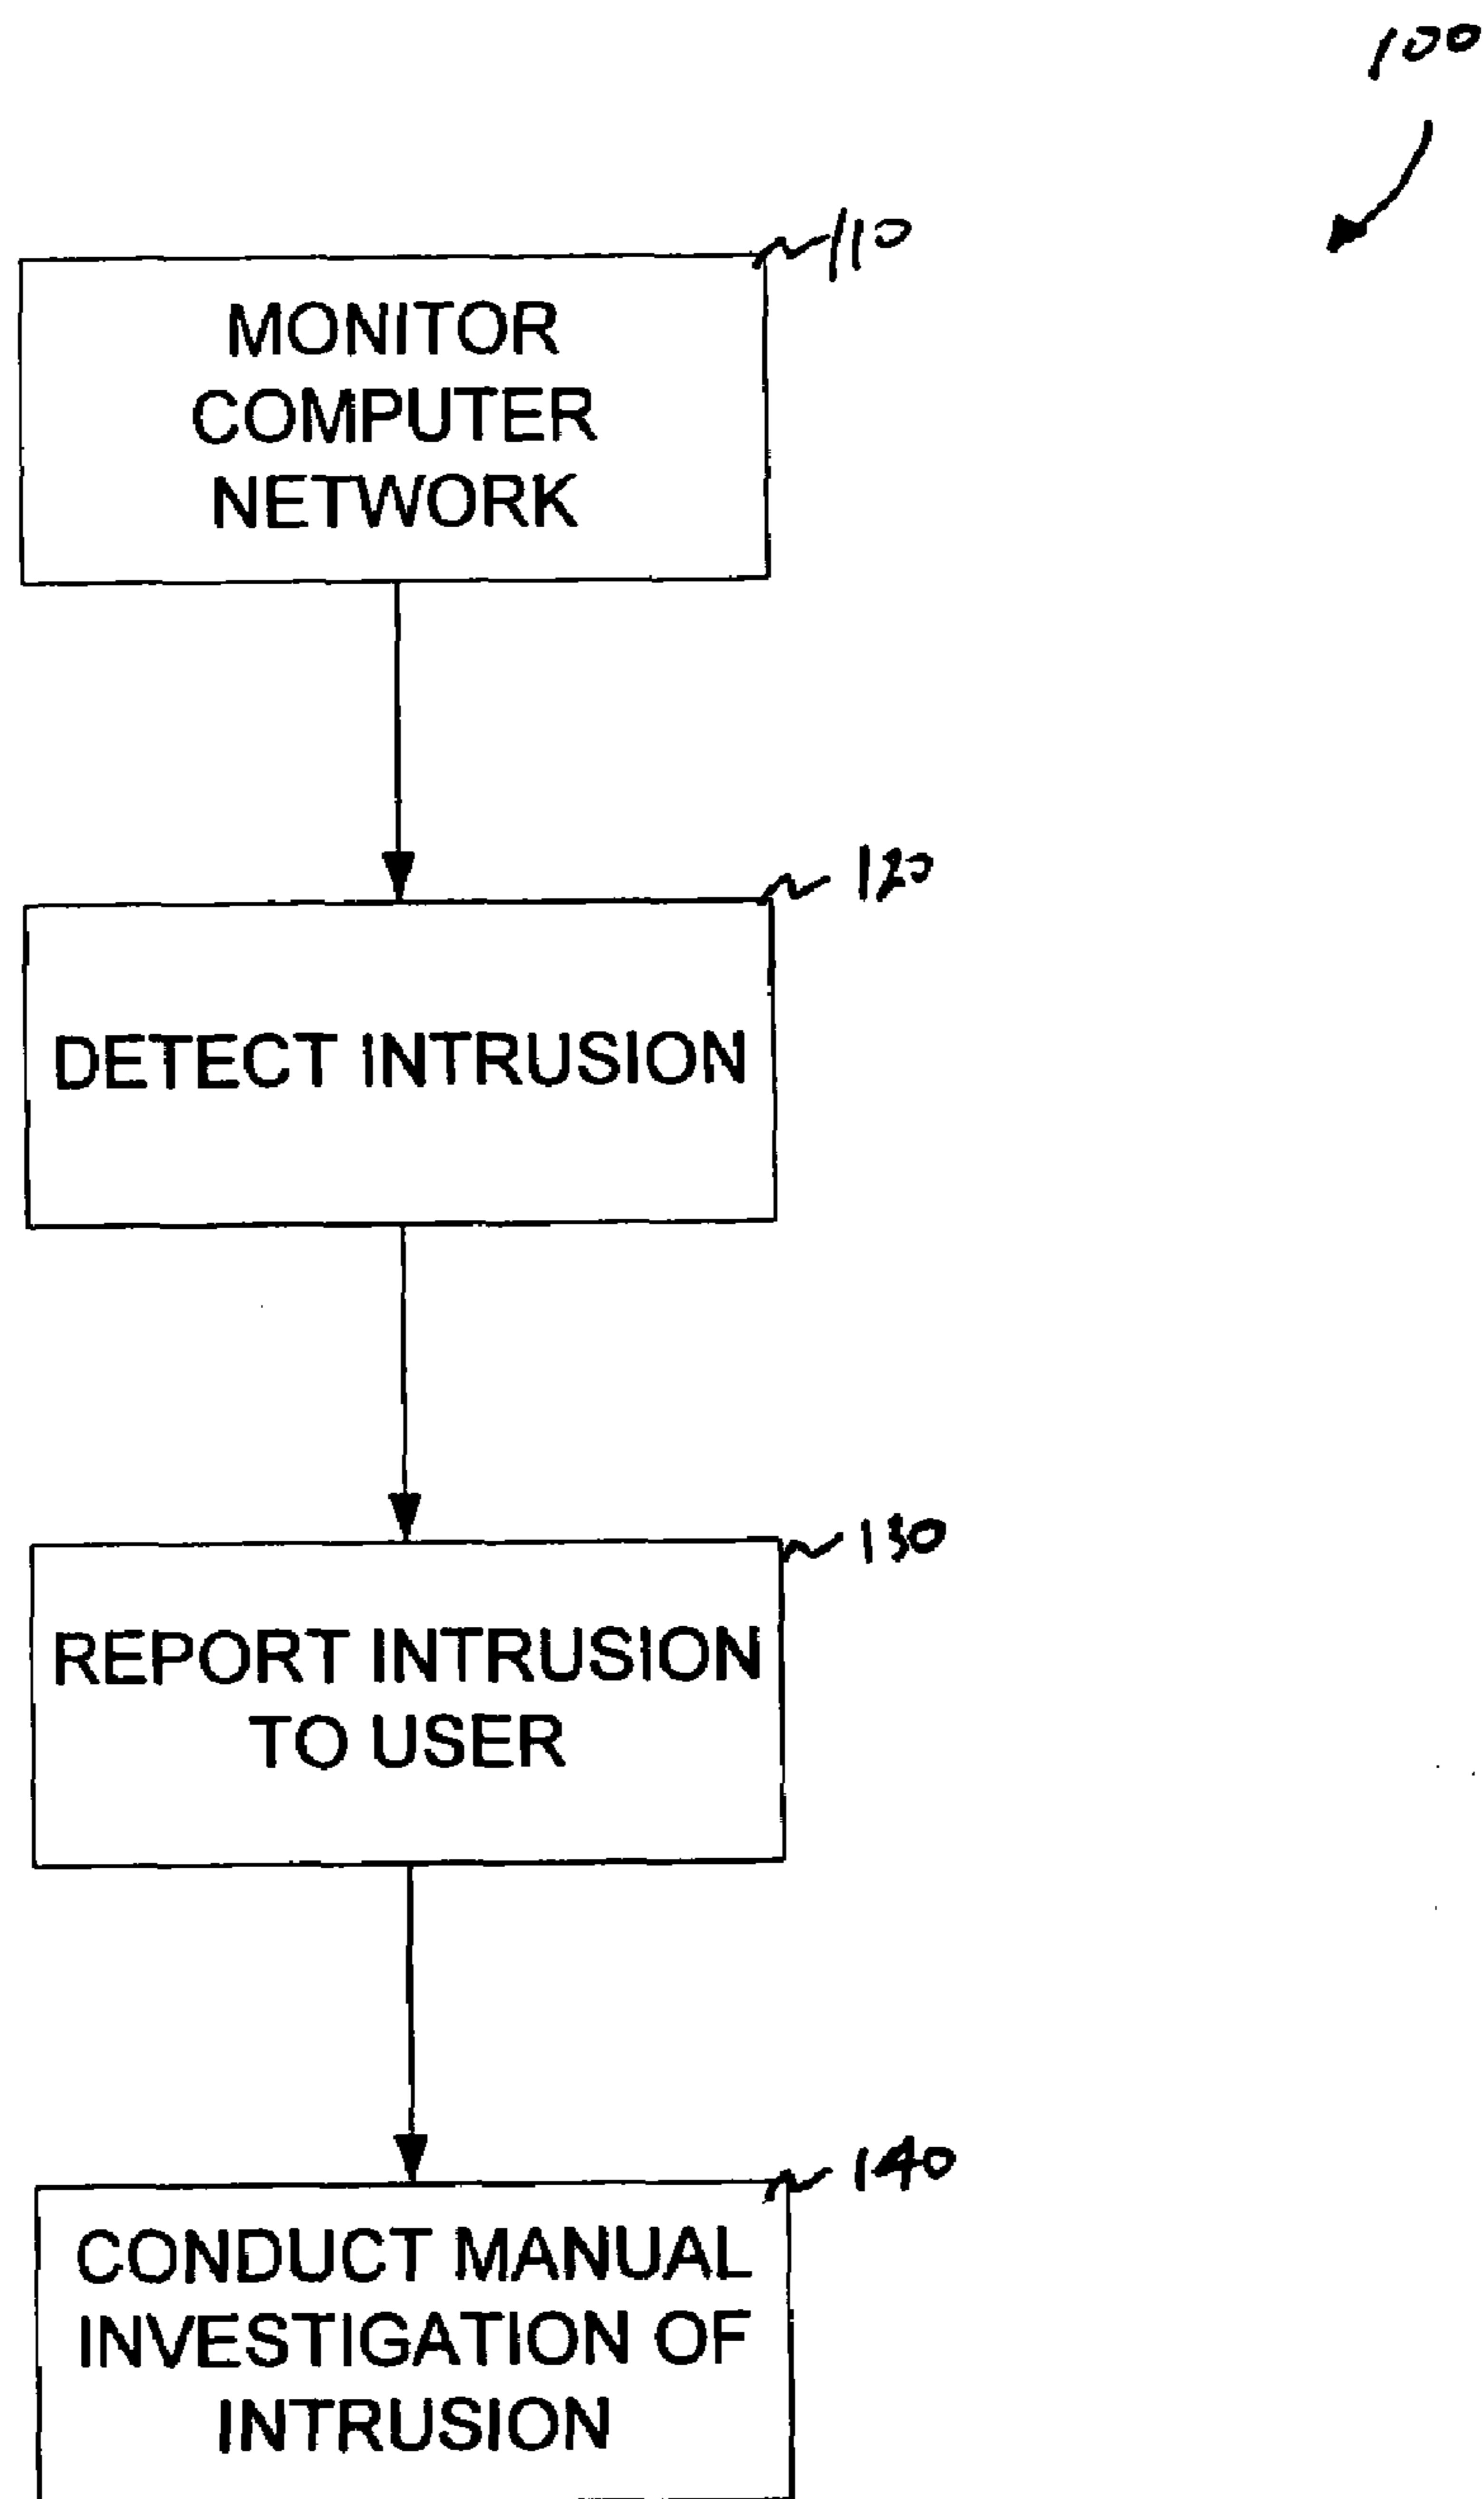 100
110
MONITOR
COMPUTER
NETWORK
120
DETECT INTRUSION
130
REPORT INTRUSION
TO USER
140
CONDUCT MANUAL
INVESTIGATION OF
INTRUSION